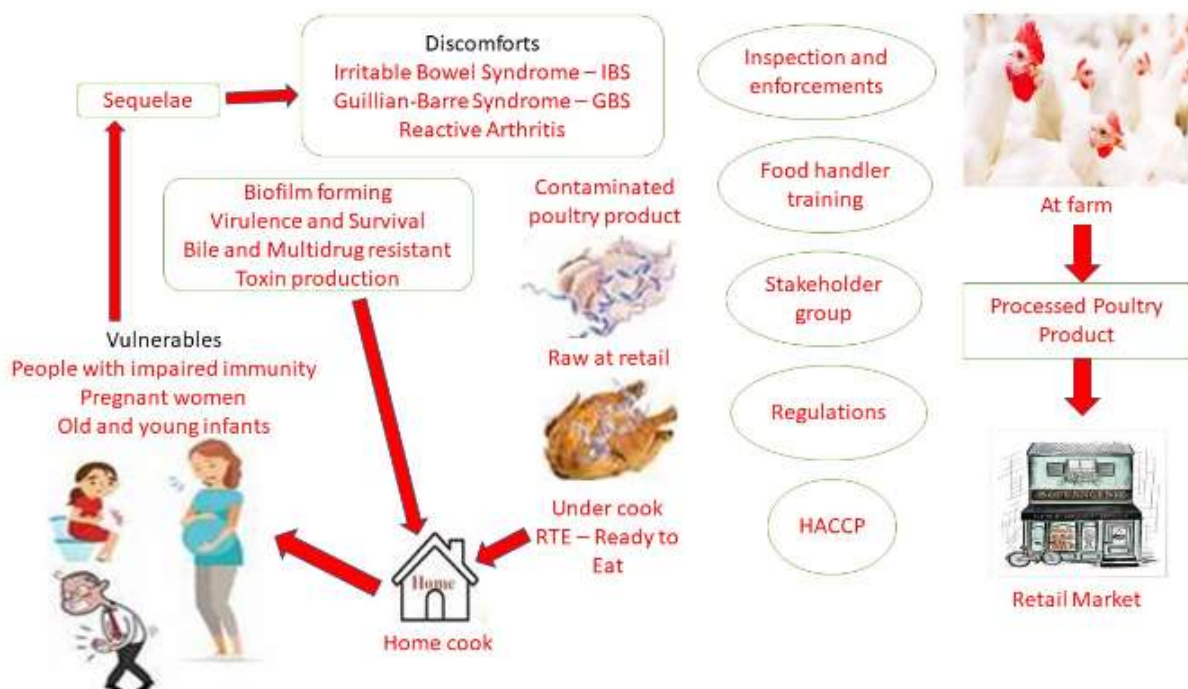 Discomforts
Irritable Bowel Syndrome – IBS
Guillian-Barre Syndrome – GBS
Reactive Arthritis
Sequelae
Biofilm forming
Virulence and Survival
Bile and Multidrug resistant
Toxin production
Vulnerables
People with impaired immunity
Pregnant women
Old and young infants
Contaminated
poultry product
Raw at retail
Under cook
RTE – Ready to
Eat
Home
Home cook
Inspection and
enforcements
Food handler
training
Stakeholder
group
Regulations
HACCP
At farm
Processed Poultry
Product
Retail Market